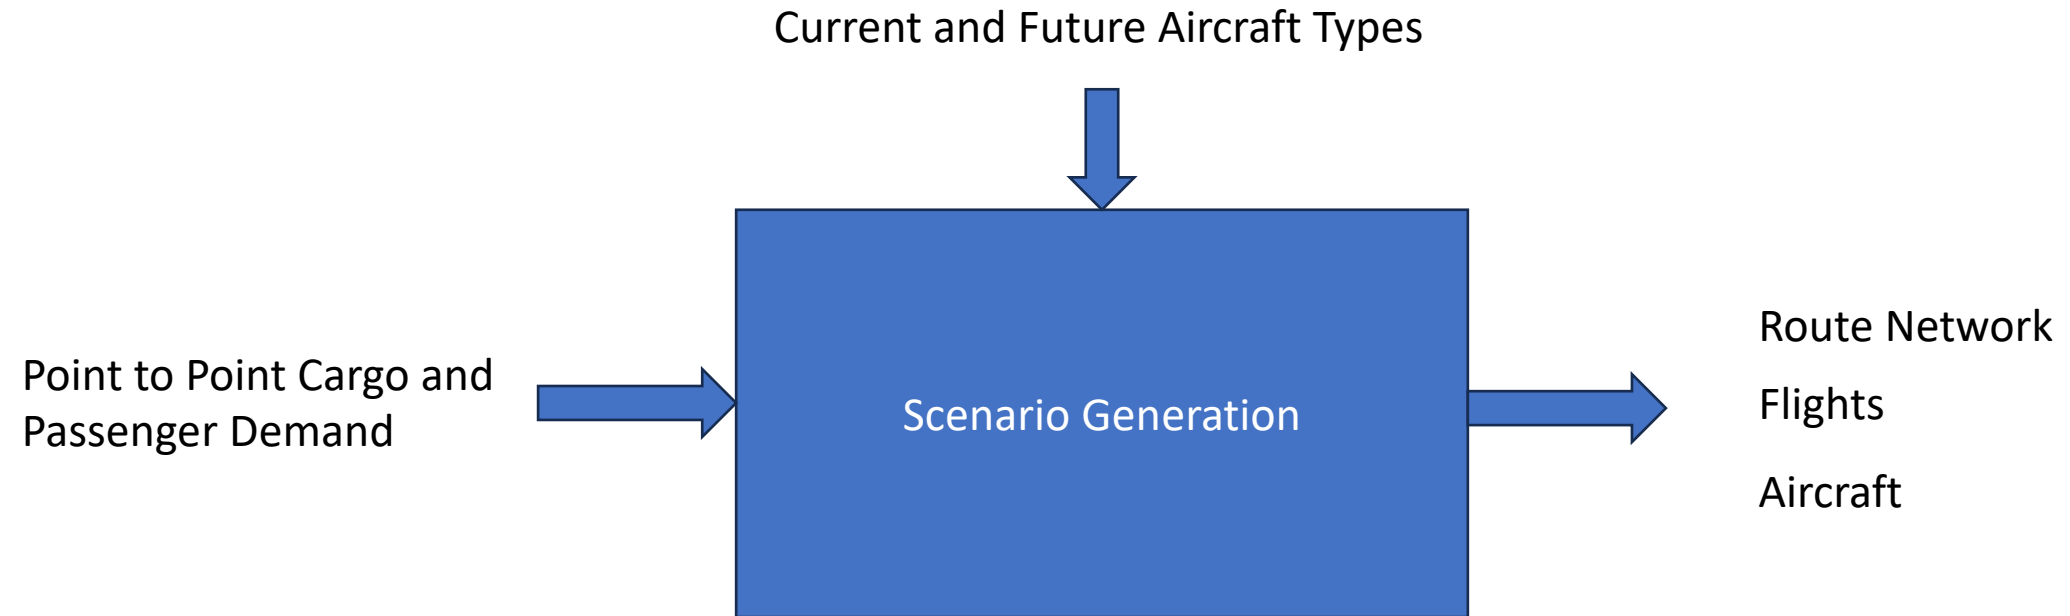 Current and Future Aircraft Types
Point to Point Cargo and
Passenger Demand
Scenario Generation
Route Network
Flights
Aircraft